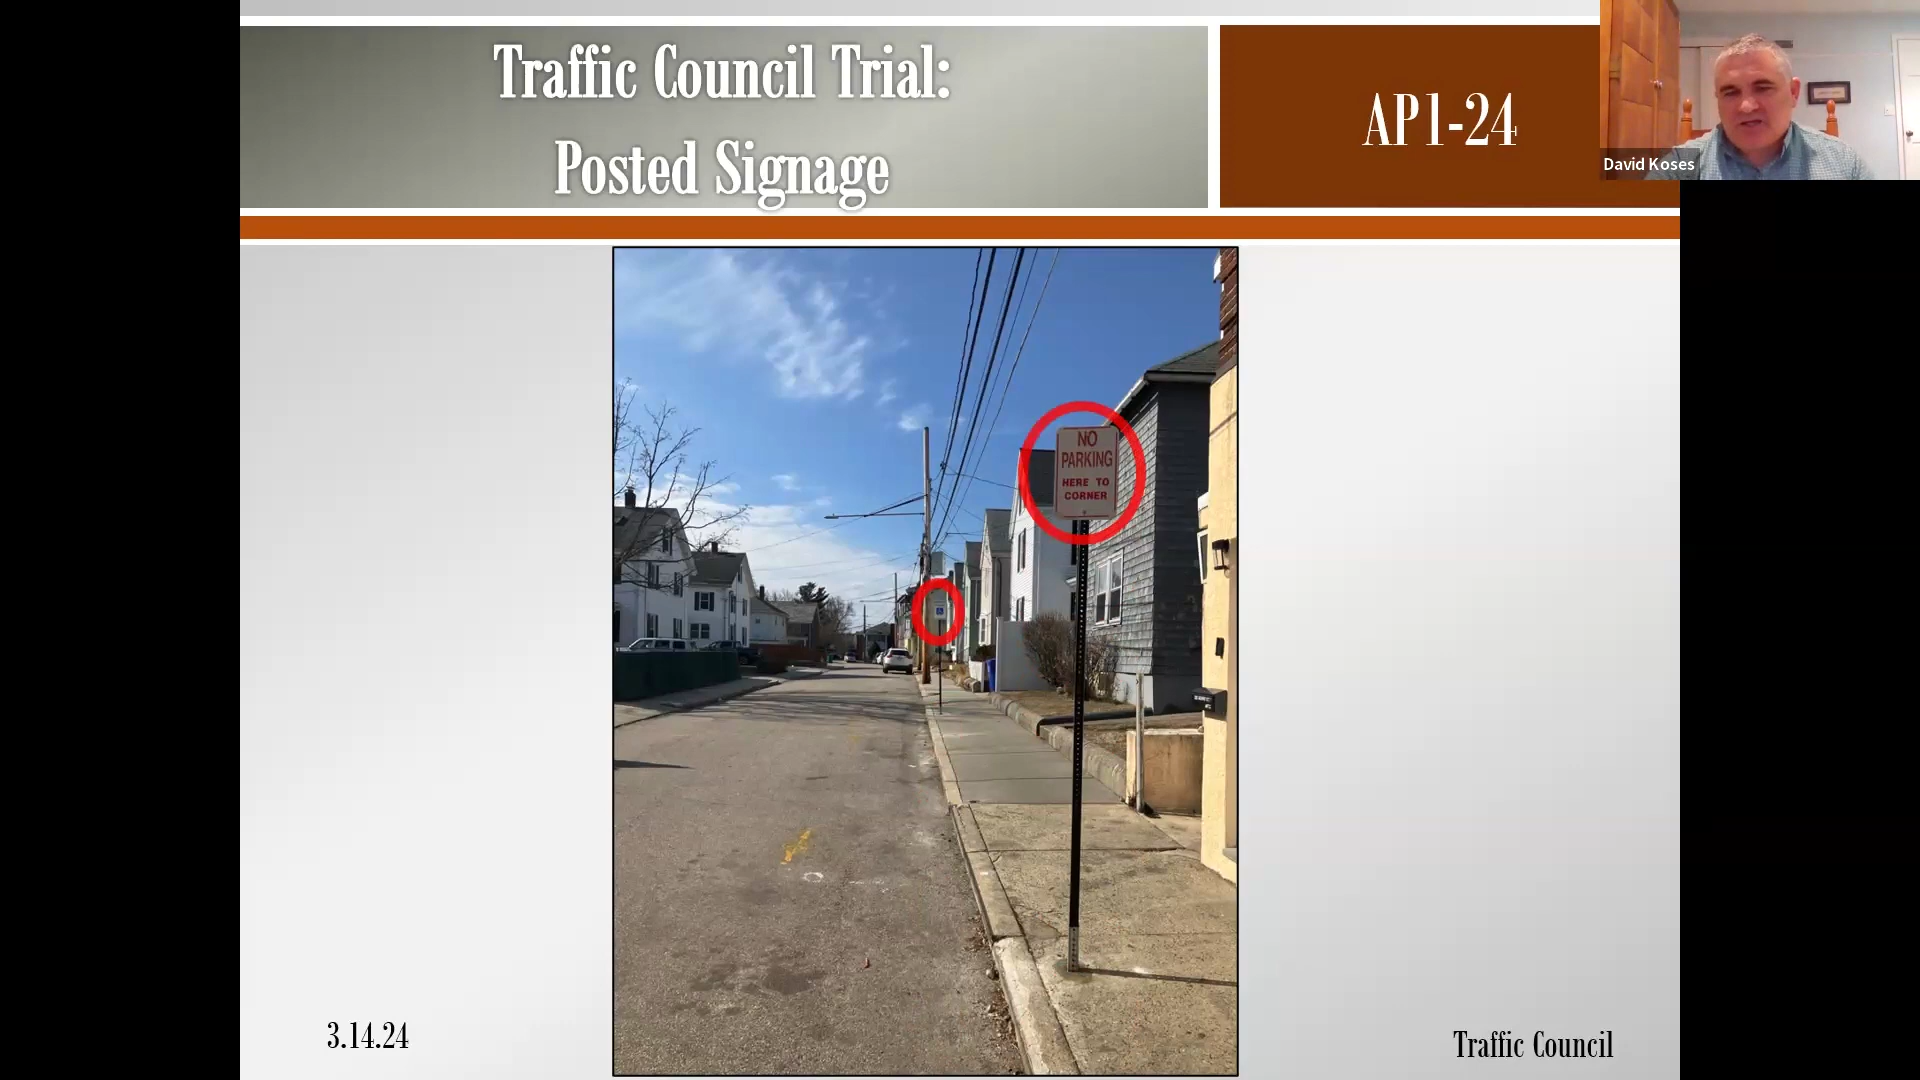 Traffic Council Trial:
Posted Signage
AP1-24
David Koses
NO
PARKING
HERE TO
CORNER
3.14.24
Traffic Council